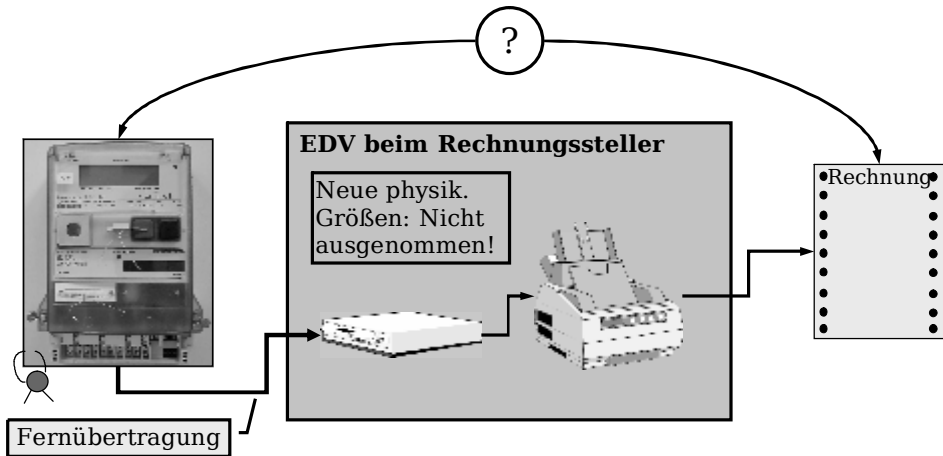 ?
EDV beim Rechnungssteller
Neue physik.
Größen: Nicht
ausgenommen!
Rechnung
Fernübertragung